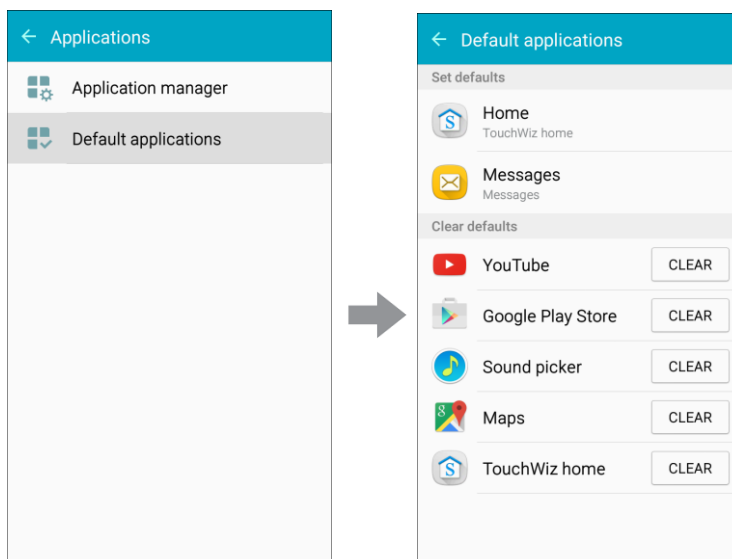 Applications
Application manager
Default applications
Default applications
Set defaults
Home
TouchWiz home
Messages
Messages
Clear defaults
YouTube CLEAR
Google Play Store CLEAR
Sound picker CLEAR
Maps CLEAR
TouchWiz home CLEAR